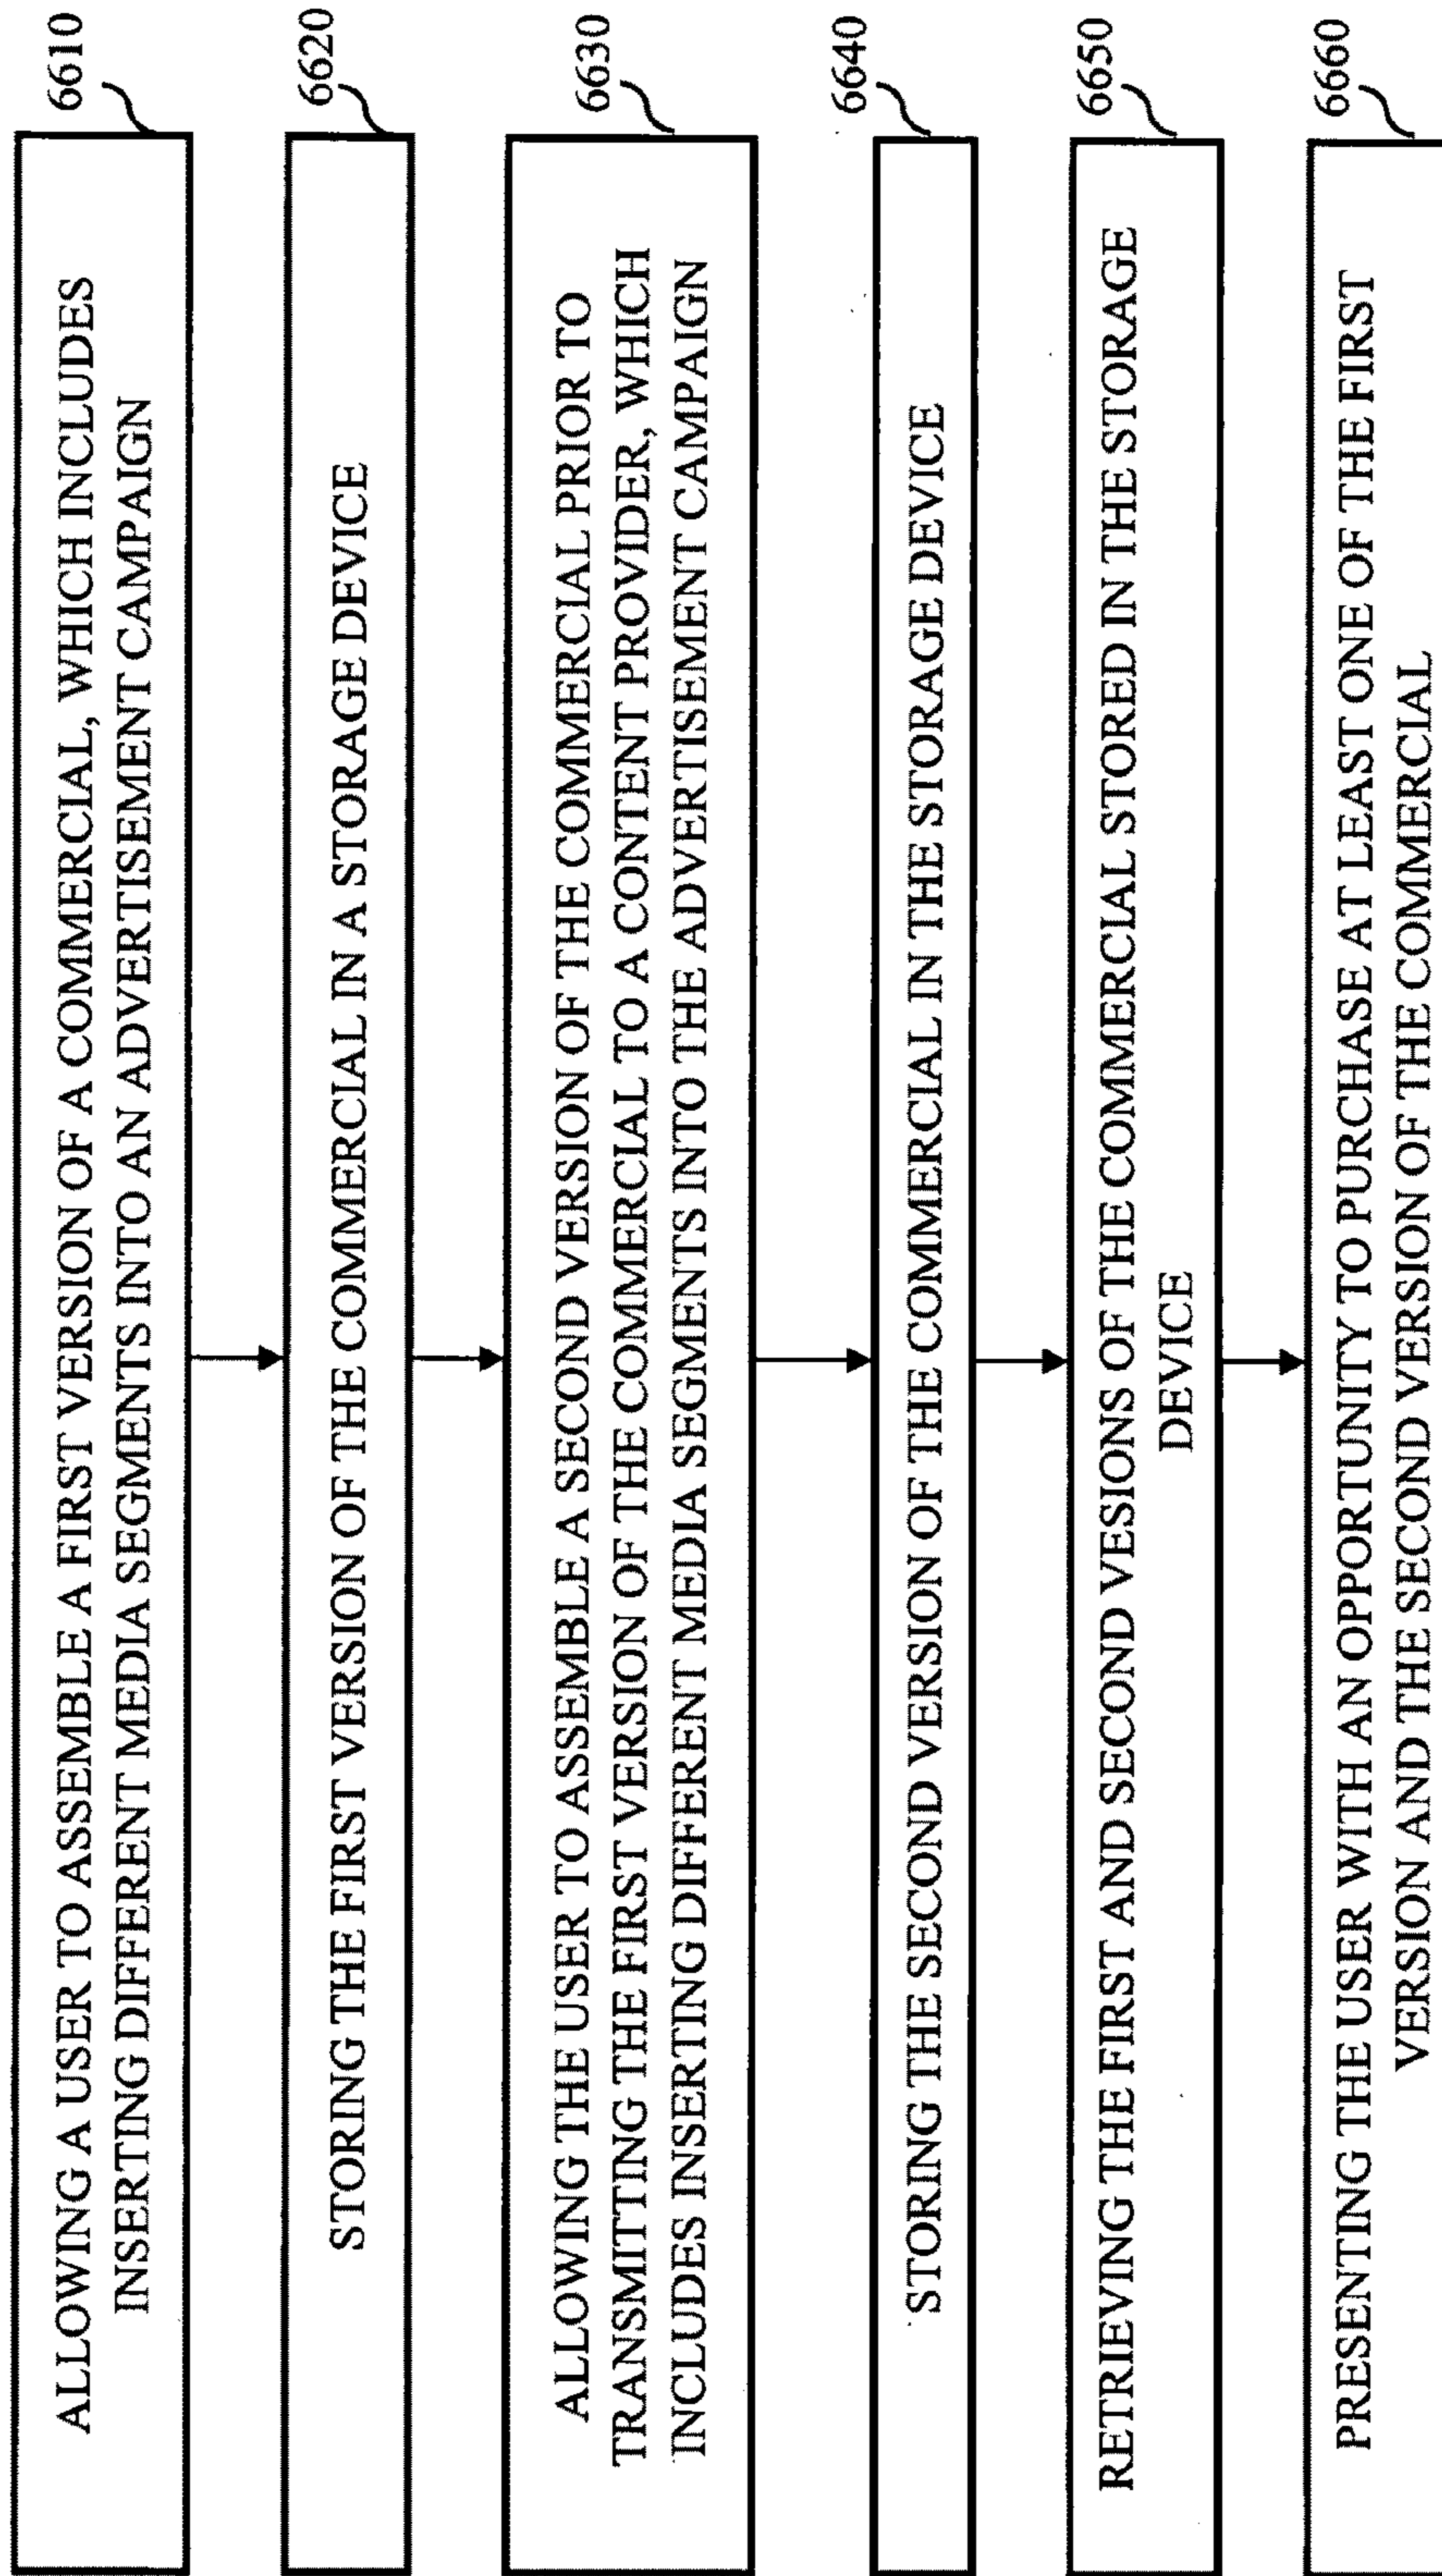 6610
ALLOWING A USER TO ASSEMBLE A FIRST VERSION OF A COMMERCIAL, WHICH INCLUDES
INSERTING DIFFERENT MEDIA SEGMENTS INTO AN ADVERTISEMENT CAMPAIGN
6620
STORING THE FIRST VERSION OF THE COMMERCIAL IN A STORAGE DEVICE
6630
ALLOWING THE USER TO ASSEMBLE A SECOND VERSION OF THE COMMERCIAL PRIOR TO
TRANSMITTING THE FIRST VERSION OF THE COMMERCIAL TO A CONTENT PROVIDER, WHICH
INCLUDES INSERTING DIFFERENT MEDIA SEGMENTS INTO THE ADVERTISEMENT CAMPAIGN
6640
STORING THE SECOND VERSION OF THE COMMERCIAL IN THE STORAGE DEVICE
6650
RETRIEVING THE FIRST AND SECOND VESIONS OF THE COMMERCIAL STORED IN THE STORAGE
DEVICE
6660
PRESENTING THE USER WITH AN OPPORTUNITY TO PURCHASE AT LEAST ONE OF THE FIRST
VERSION AND THE SECOND VERSION OF THE COMMERCIAL